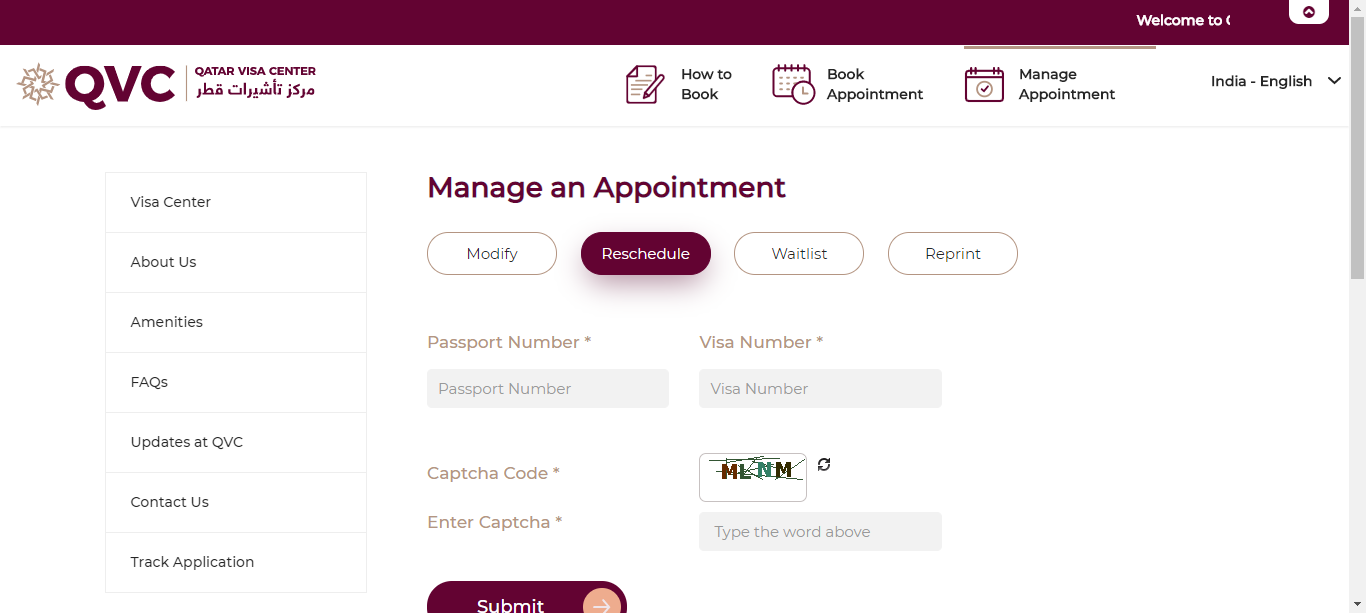 Welcome to
QVC
QATAR VISA CENTER
مركز تأشيرات قطر
How to
Book
Book
Appointment
Manage
Appointment
India - English
Visa Center
About Us
Amenities
FAQs
Updates at QVC
Contact Us
Track Application
Manage an Appointment
Modify
Reschedule
Waitlist
Reprint
Passport Number *
Visa Number *
Passport Number
Visa Number
Captcha Code *
MLNM
Enter Captcha *
Type the word above
Submit